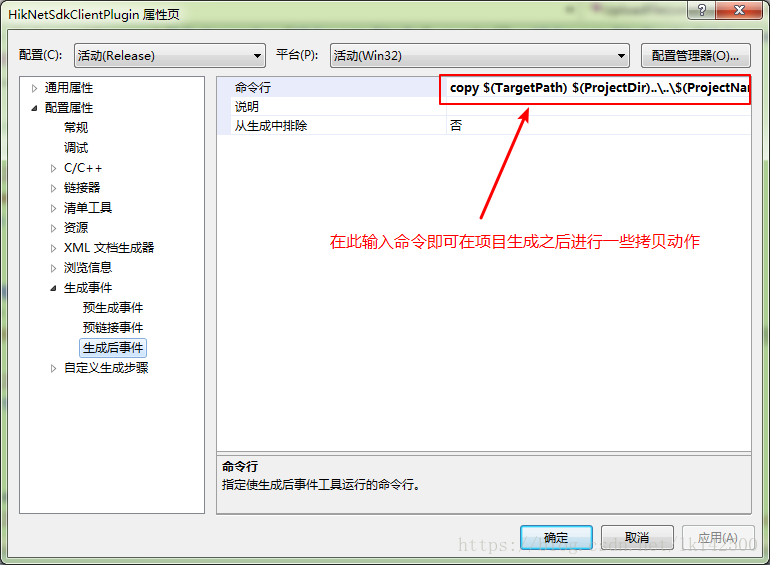 HikNetSdkClientPlugin 属性页
配置(C):
活动(Release)
平台(P):
活动(Win32)
配置管理器(O)...
通用属性
配置属性
常规
调试
C/C++
链接器
清单工具
资源
XML 文档生成器
浏览信息
生成事件
预生成事件
预链接事件
生成后事件
自定义生成步骤
命令行
copy $(TargetPath) $(ProjectDir)..\..\$(ProjectNam
说明
从生成中排除
否
在此输入命令即可在项目生成之后进行一些拷贝动作
命令行
指定使生成后事件工具运行的命令行。
确定
取消
应用(A)